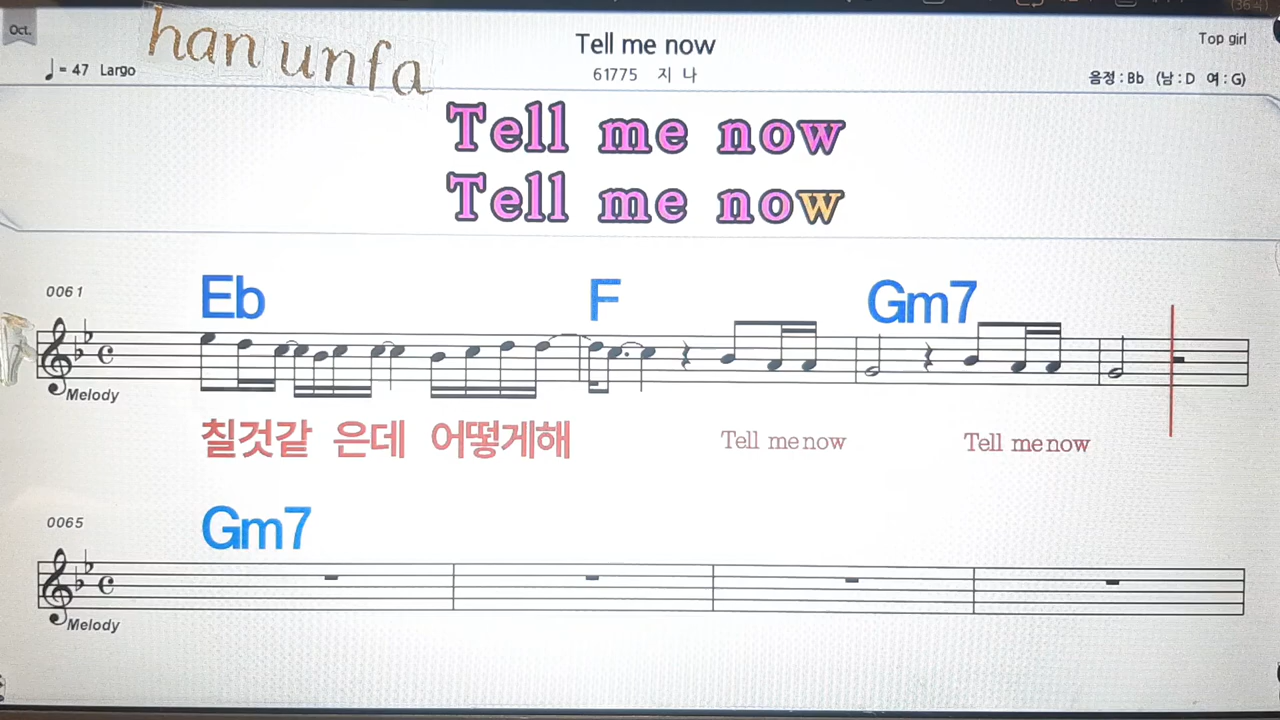 Oct.
han unfa
Tell me now
Top girl
♩ = 47 Largo
61775 지 나
음정 : Bb (남 : D 여 : G)
Tell me now
Tell me now
0061
Eb F Gm7
Melody
칠것같 은데 어떻게해 Tell me now Tell me now
0065
Gm7
Melody